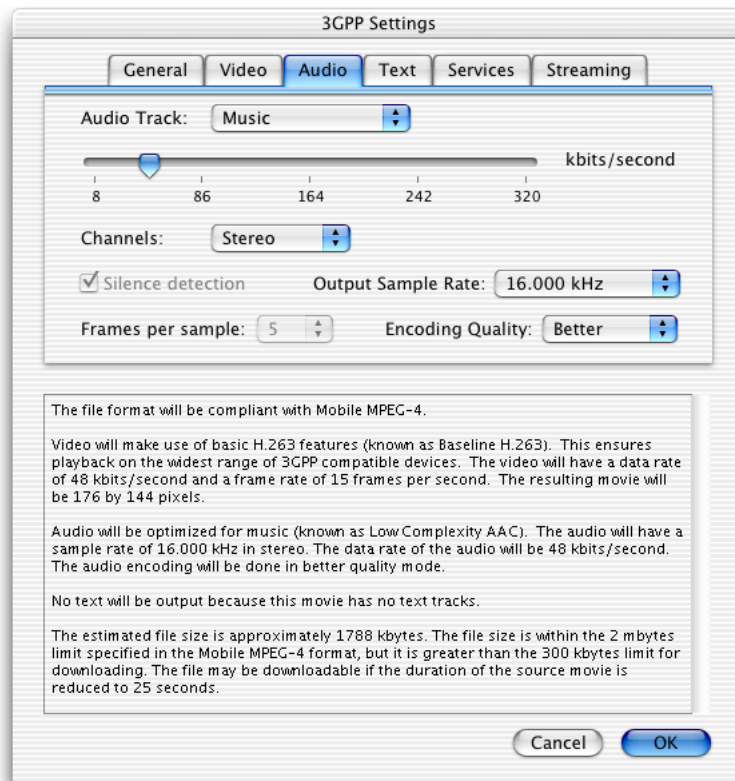 3GPP Settings
General Video Audio Text Services Streaming
Audio Track: Music
kbits/second
8 86 164 242 320
Channels: Stereo
Silence detection Output Sample Rate: 16.000 kHz
Frames per sample: 5 Encoding Quality: Better
The file format will be compliant with Mobile MPEG-4.
Video will make use of basic H.263 features (known as Baseline H.263). This ensures
playback on the widest range of 3GPP compatible devices. The video will have a data rate
of 48 kbits/second and a frame rate of 15 frames per second. The resulting movie will
be 176 by 144 pixels.
Audio will be optimized for music (known as Low Complexity AAC). The audio will have a
sample rate of 16.000 kHz in stereo. The data rate of the audio will be 48 kbits/second.
The audio encoding will be done in better quality mode.
No text will be output because this movie has no text tracks.
The estimated file size is approximately 1788 kbytes. The file size is within the 2 mbytes
limit specified in the Mobile MPEG-4 format, but it is greater than the 300 kbytes limit for
downloading. The file may be downloadable if the duration of the source movie is
reduced to 25 seconds.
Cancel OK